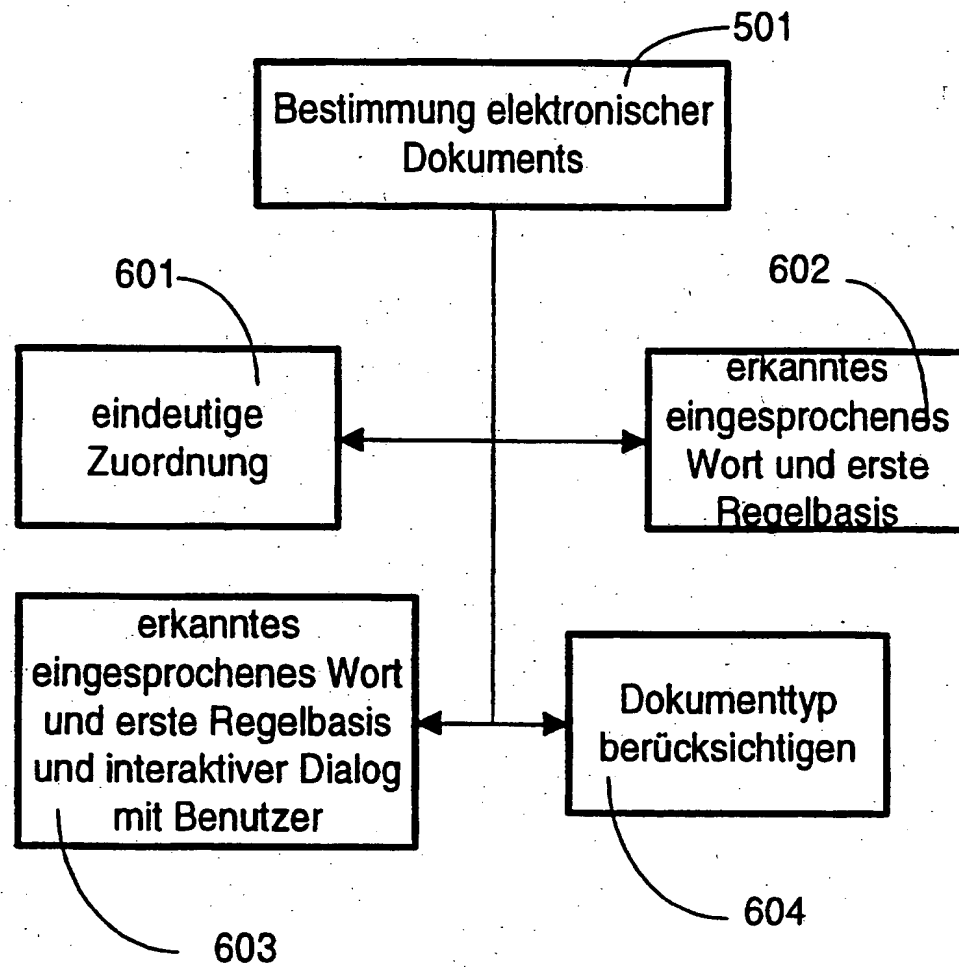 501
Bestimmung elektronischer
Dokuments
601
602
eindeutige
Zuordnung
erkanntes
eingesprochenes
Wort und erste
Regelbasis
erkanntes
eingesprochenes Wort
und erste Regelbasis
und interaktiver Dialog
mit Benutzer
Dokumenttyp
berücksichtigen
603
604